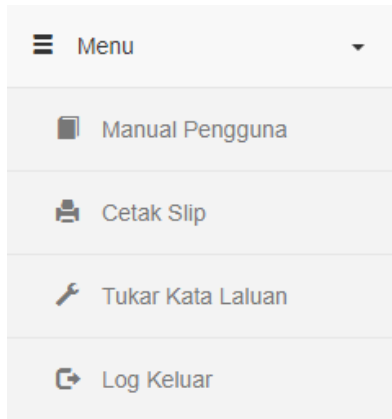 Menu
Manual Pengguna
Cetak Slip
Tukar Kata Laluan
Log Keluar